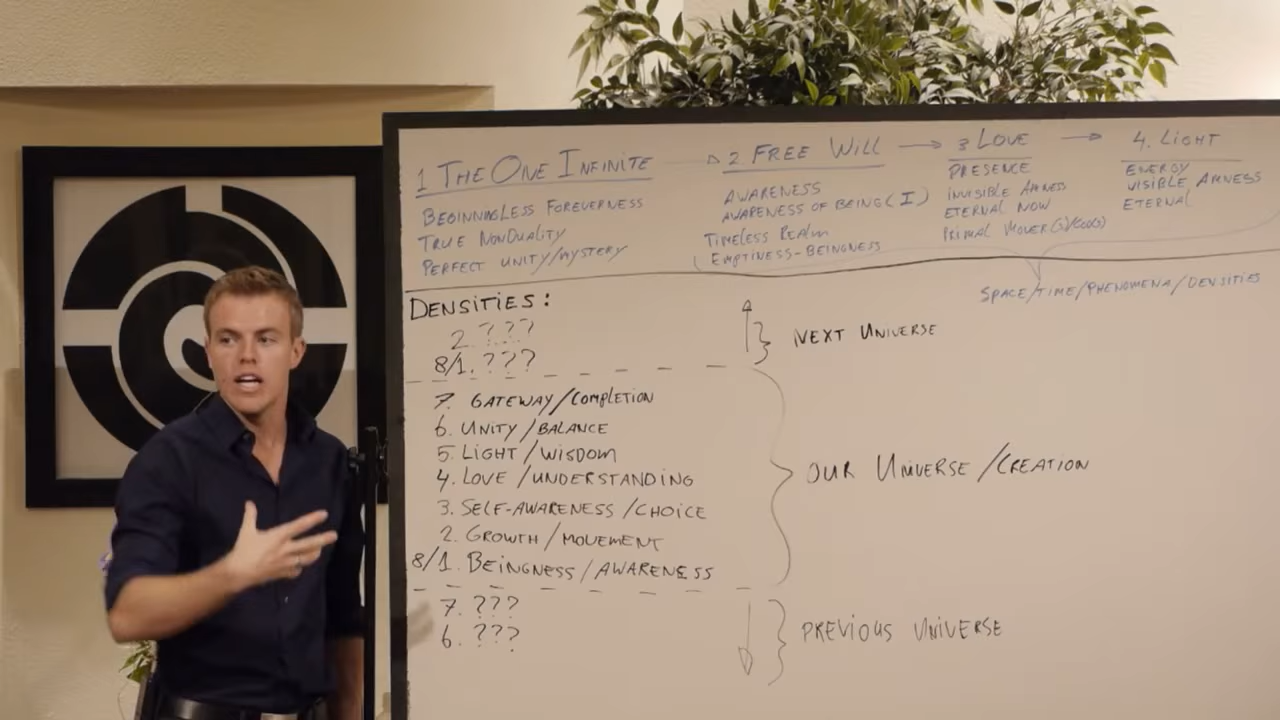 1 THE ONE INFINITE → 2 FREE WILL → 3 LOVE → 4. LIGHT
BEGINNINGLESS FOREVERNESS
TRUE NONDUALITY
PERFECT UNITY/MYSTERY
AWARENESS
AWARENESS OF BEING (I)
TIMELESS REALM
EMPTINESS-BEINGNESS
PRESENCE
INVISIBLE AMNESS
ETERNAL NOW
PRIMAL MOVER(S)/GOD(S)
ENERGY
VISIBLE AMNESS
ETERNAL
SPACE/TIME/PHENOMENA/DENSITIES
DENSITIES:
2. ???
8/1. ???
NEXT UNIVERSE
7. GATEWAY/COMPLETION
6. UNITY/BALANCE
5. LIGHT/WISDOM
4. LOVE/UNDERSTANDING
3. SELF-AWARENESS/CHOICE
2. GROWTH/MOVEMENT
8/1. BEINGNESS/AWARENESS
OUR UNIVERSE/CREATION
7. ???
6. ???
PREVIOUS UNIVERSE